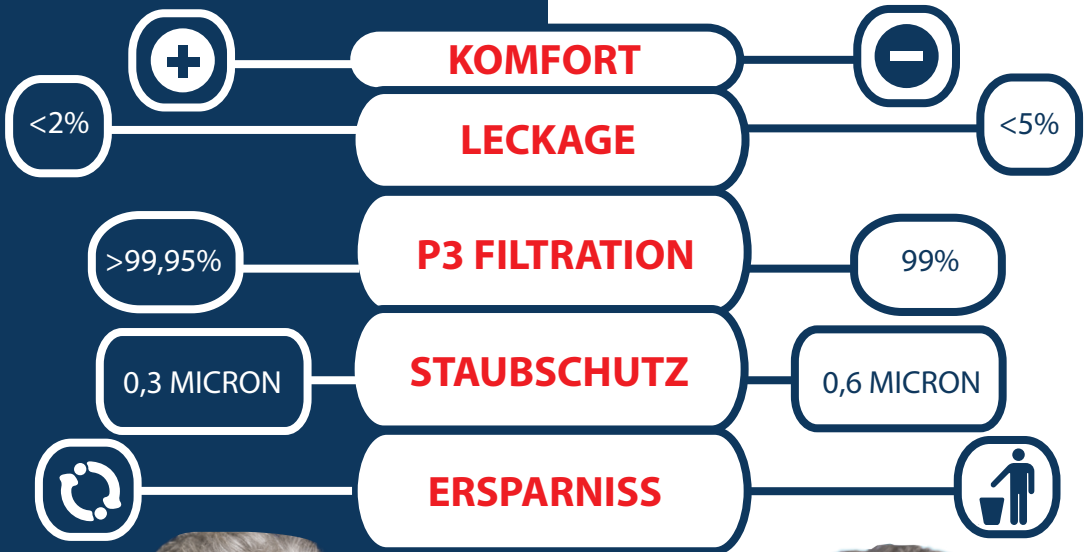 KOMFORT
<2% LECKAGE <5%
>99,95% P3 FILTRATION 99%
0,3 MICRON STAUBSCHUTZ 0,6 MICRON
ERSPARNISS